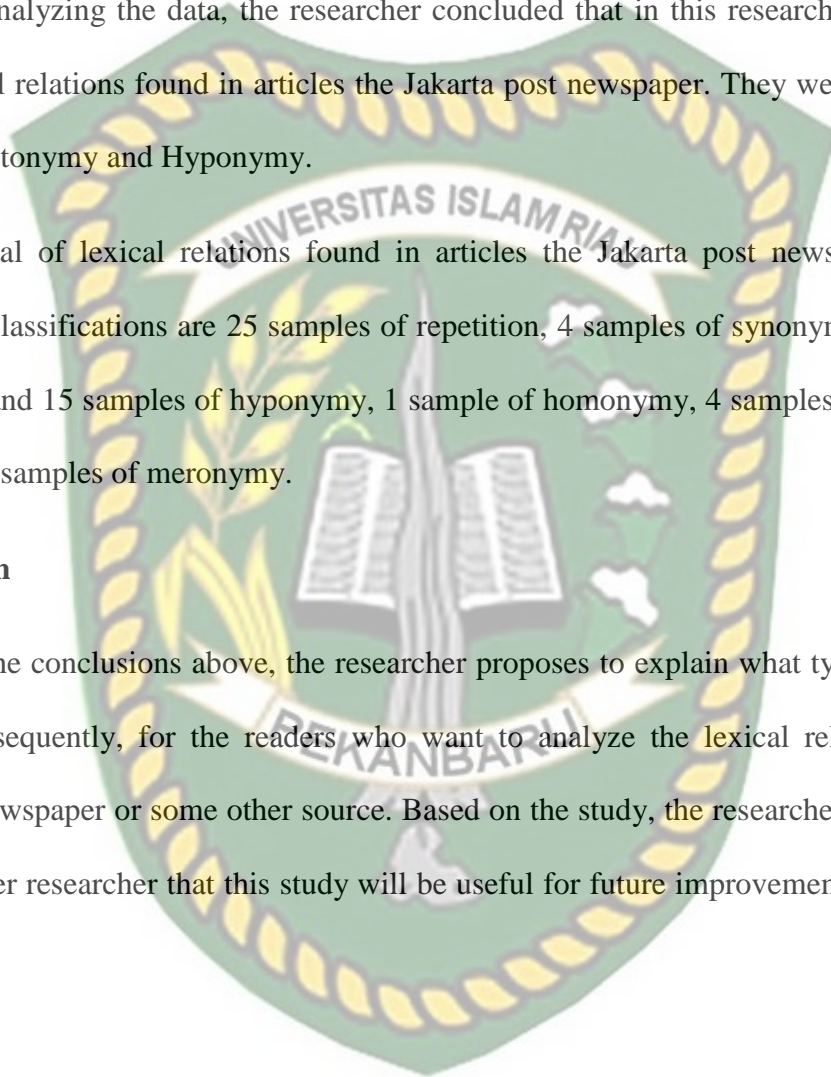 nalyzing the data, the researcher concluded that in this research
l relations found in articles the Jakarta post newspaper. They we
tonymy and Hyponymy.
UNIVERSITAS ISLAM RIAU
al of lexical relations found in articles the Jakarta post news
lassifications are 25 samples of repetition, 4 samples of synonyr
nd 15 samples of hyponymy, 1 sample of homonymy, 4 samples
samples of meronymy.
n
ne conclusions above, the researcher proposes to explain what ty
sequently, for the readers who want to analyze the lexical rel
PEKANBARU
wspaper or some other source. Based on the study, the researche
er researcher that this study will be useful for future improvemen